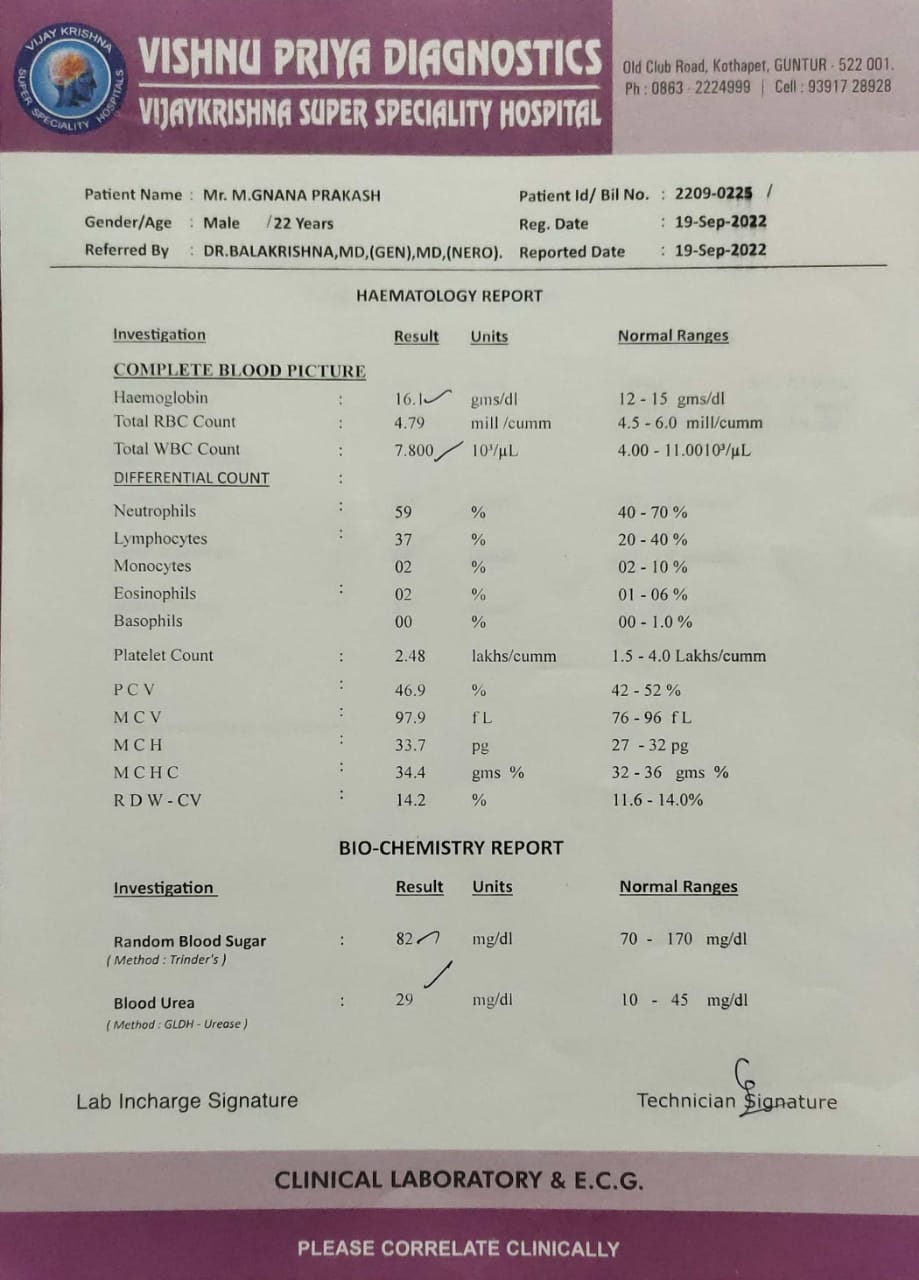 VIJAY KRISHNA
SUPER SPECIALITY HOSPITALS
VISHNU PRIYA DIAGNOSTICS
VIJAYKRISHNA SUPER SPECIALITY HOSPITAL
Old Club Road, Kothapet, GUNTUR - 522 001.
Ph : 0863 - 2224999 | Cell : 93917 28928
Patient Name : Mr. M.GNANA PRAKASH Patient Id/ Bil No. : 2209-0225 /
Gender/Age : Male /22 Years Reg. Date : 19-Sep-2022
Referred By : DR.BALAKRISHNA,MD,(GEN),MD,(NERO). Reported Date : 19-Sep-2022
HAEMATOLOGY REPORT
Investigation Result Units Normal Ranges
COMPLETE BLOOD PICTURE
Haemoglobin : 16.1 gms/dl 12 - 15 gms/dl
Total RBC Count : 4.79 mill /cumm 4.5 - 6.0 mill/cumm
Total WBC Count : 7.800 10³/µL 4.00 - 11.0010³/µL
DIFFERENTIAL COUNT :
Neutrophils : 59 % 40 - 70 %
Lymphocytes : 37 % 20 - 40 %
Monocytes 02 % 02 - 10 %
Eosinophils : 02 % 01 - 06 %
Basophils 00 % 00 - 1.0 %
Platelet Count : 2.48 lakhs/cumm 1.5 - 4.0 Lakhs/cumm
P C V : 46.9 % 42 - 52 %
M C V : 97.9 f L 76 - 96 f L
M C H : 33.7 pg 27 - 32 pg
M C H C : 34.4 gms % 32 - 36 gms %
R D W - CV : 14.2 % 11.6 - 14.0%
BIO-CHEMISTRY REPORT
Investigation Result Units Normal Ranges
Random Blood Sugar : 82 mg/dl 70 - 170 mg/dl
( Method : Trinder's )
Blood Urea : 29 mg/dl 10 - 45 mg/dl
( Method : GLDH - Urease )
Lab Incharge Signature Technician Signature
CLINICAL LABORATORY & E.C.G.
PLEASE CORRELATE CLINICALLY